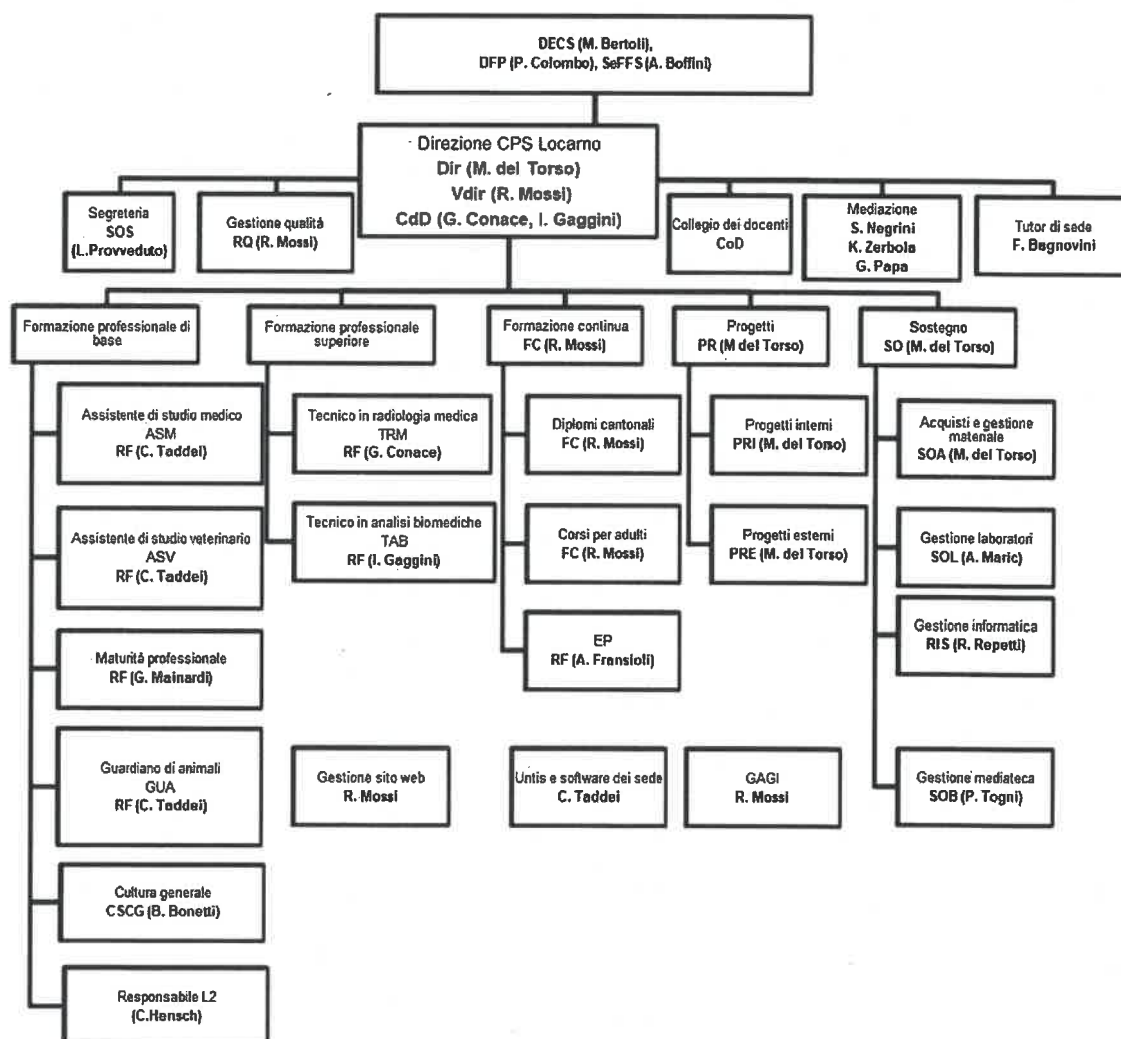 DECS (M. Bertoli),
DFP (P. Colombo), SeFFS (A. Boffini)
Direzione CPS Locarno
Dir (M. del Torso)
Vdir (R. Mossi)
CdD (G. Conace, I. Gaggini)
Segreteria
SOS
(L.Provveduto)
Gestione qualità
RQ (R. Mossi)
Collegio dei docenti
CoD
Mediazione
S. Negrini
K. Zerbola
G. Papa
Tutor di sede
F. Bagnovini
Formazione professionale di
base
Formazione professionale
superiore
Formazione continua
FC (R. Mossi)
Progetti
PR (M del Torso)
Sostegno
SO (M. del Torso)
Assistente di studio medico
ASM
RF (C. Taddei)
Tecnico in radiologia medica
TRM
RF (G. Conace)
Diplomi cantonali
FC (R. Mossi)
Progetti interni
PRI (M. del Torso)
Acquisti e gestione
materiale
SOA (M. del Torso)
Assistente di studio veterinario
ASV
RF (C. Taddei)
Tecnico in analisi biomediche
TAB
RF (I. Gaggini)
Corsi per adulti
FC (R. Mossi)
Progetti esterni
PRE (M. del Torso)
Gestione laboratori
SOL (A. Maric)
Maturità professionale
RF (G. Mainardi)
EP
RF (A. Fransioli)
Gestione informatica
RIS (R. Repetti)
Guardiano di animali
GUA
RF (C. Taddei)
Gestione sito web
R. Mossi
Untis e software dei sede
C. Taddei
GAGI
R. Mossi
Gestione mediateca
SOB (P. Togni)
Cultura generale
CSCG (B. Bonetti)
Responsabile L2
(C.Hensch)